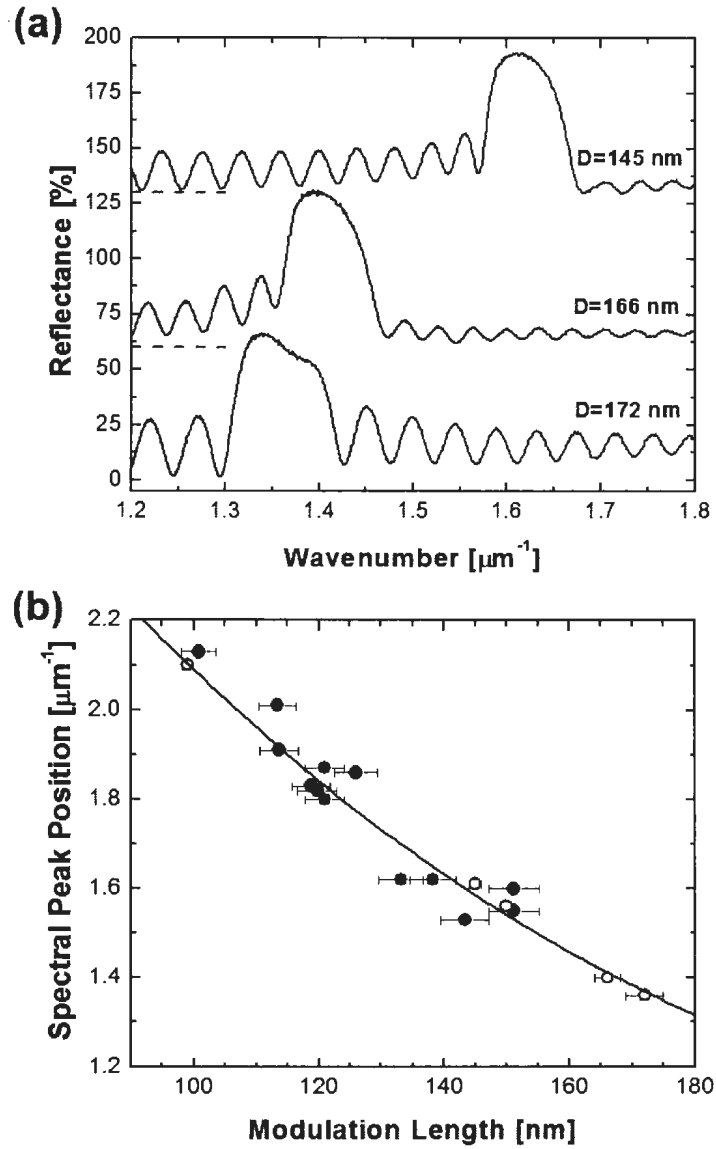 (a)
200
175
150
125
100
75
50
25
0
Reflectance [%]
D=145 nm
D=166 nm
D=172 nm
1.2 1.3 1.4 1.5 1.6 1.7 1.8
Wavenumber [μm⁻¹]
(b)
2.2
2.0
1.8
1.6
1.4
1.2
Spectral Peak Position [μm⁻¹]
100 120 140 160 180
Modulation Length [nm]